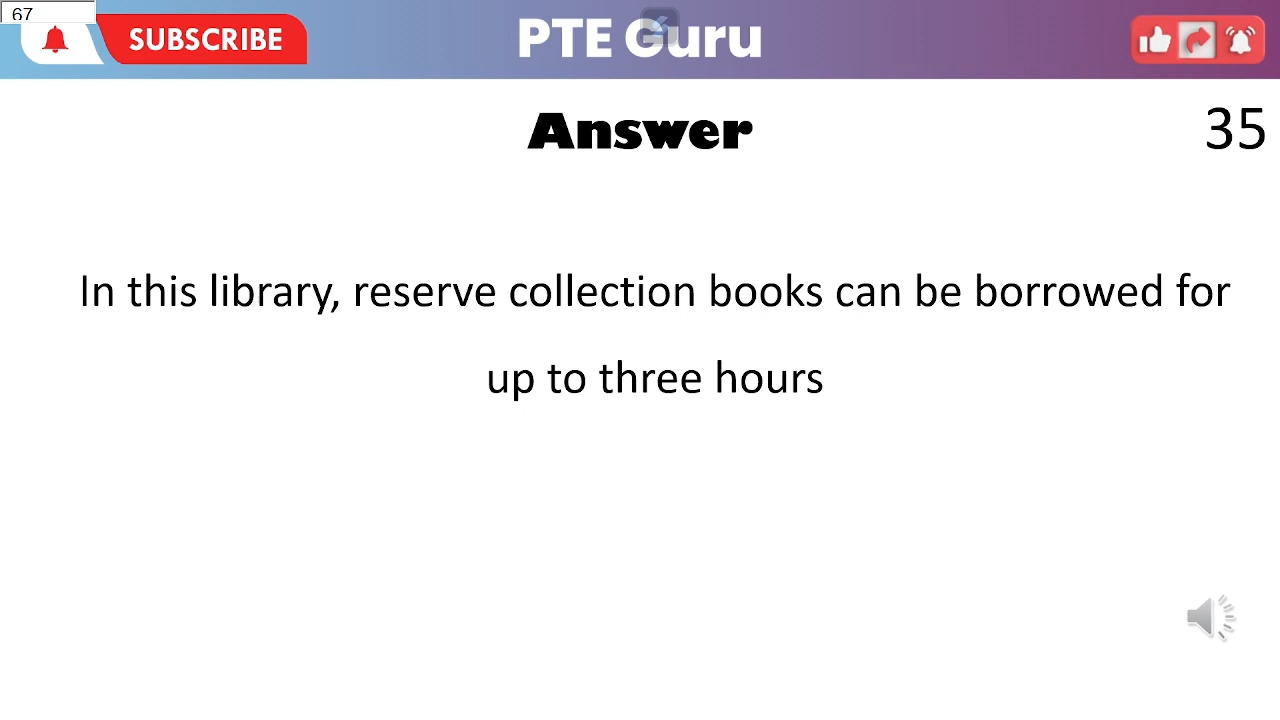 67
SUBSCRIBE
PTE Guru
Answer
35
In this library, reserve collection books can be borrowed for
up to three hours